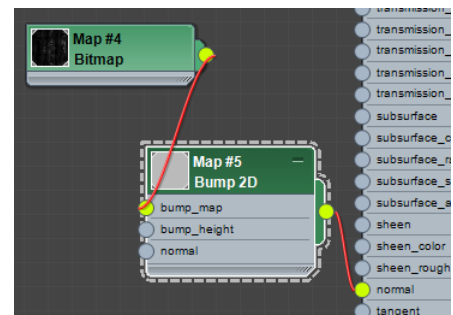 Map #4
Bitmap
Map #5
Bump 2D
bump_map
bump_height
normal
transmission_
transmission_
transmission_
transmission_
transmission_
subsurface
subsurface_c
subsurface_ra
subsurface_s
subsurface_a
sheen
sheen_color
sheen_rough
normal
tangent